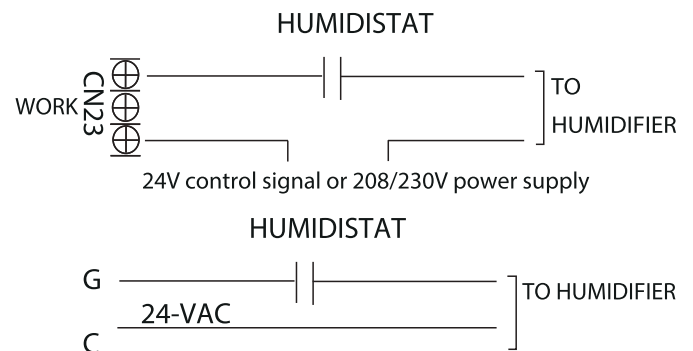 HUMIDISTAT
WORK
CN23
TO
HUMIDIFIER
24V control signal or 208/230V power supply
HUMIDISTAT
G
24-VAC
TO HUMIDIFIER
C